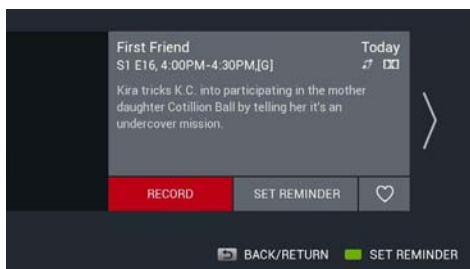 First Friend Today
S1 E16, 4:00PM-4:30PM,[G]
Kira tricks K.C. into participating in the mother
daughter Cotillion Ball by telling her it's an
undercover mission.
RECORD SET REMINDER
BACK/RETURN SET REMINDER